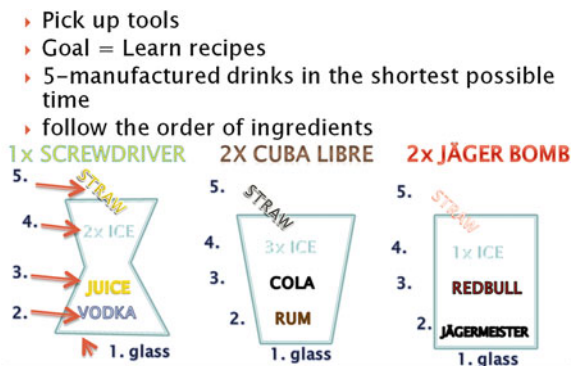 Pick up tools
Goal = Learn recipes
5-manufactured drinks in the shortest possible
time
follow the order of ingredients
1x SCREWDRIVER
5. STRAW
4. 2x ICE
3. JUICE
2. VODKA
1. glass
2X CUBA LIBRE
5. STRAW
4. 3x ICE
3. COLA
2. RUM
1. glass
2x JÄGER BOMB
5. STRAW
4. 1x ICE
3. REDBULL
2. JÄGERMEISTER
1. glass